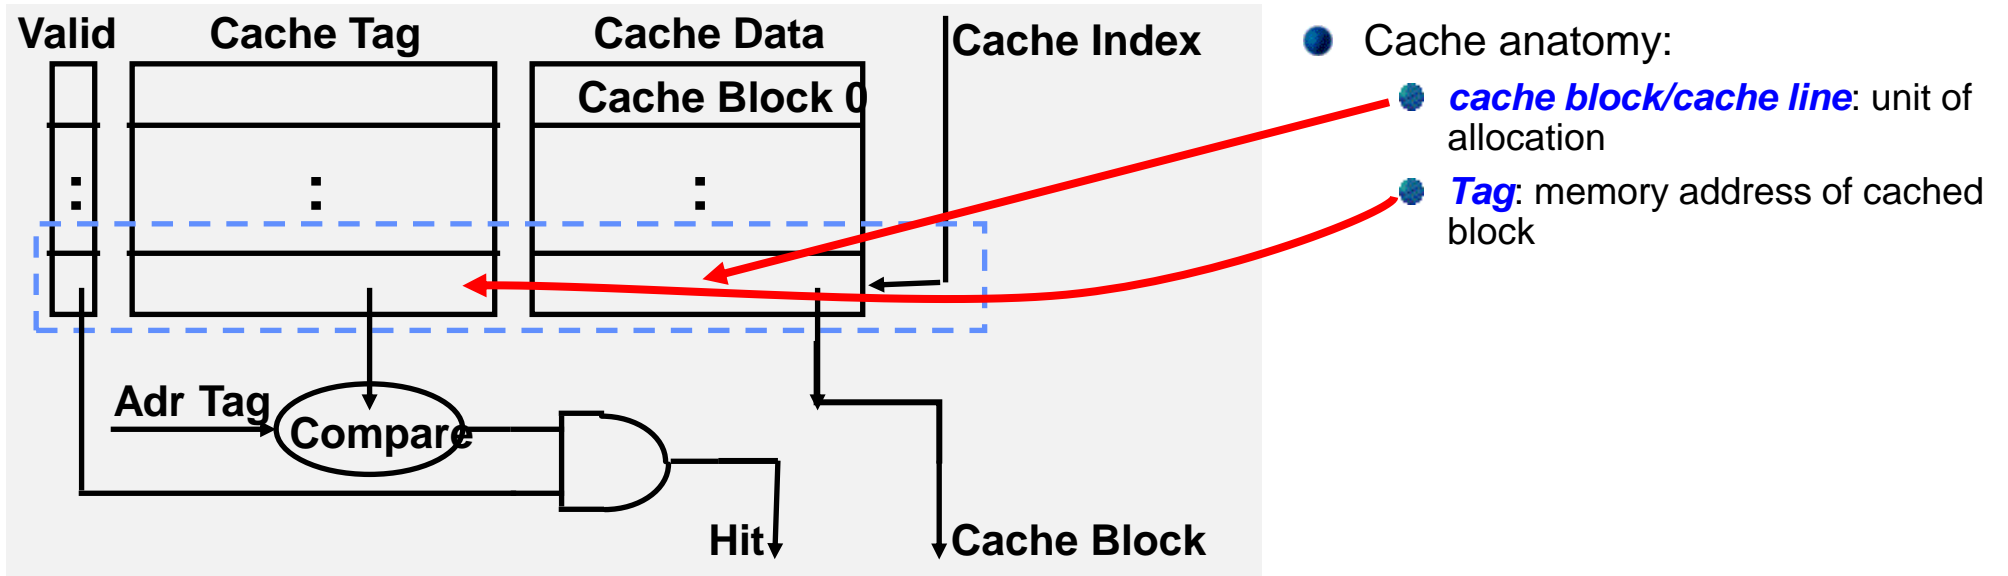 Valid
Cache Tag
Cache Data
Cache Index
Cache Block 0
:
:
:
Adr Tag
Compare
Hit
Cache Block
Cache anatomy:
cache block/cache line: unit of
allocation
Tag: memory address of cached
block